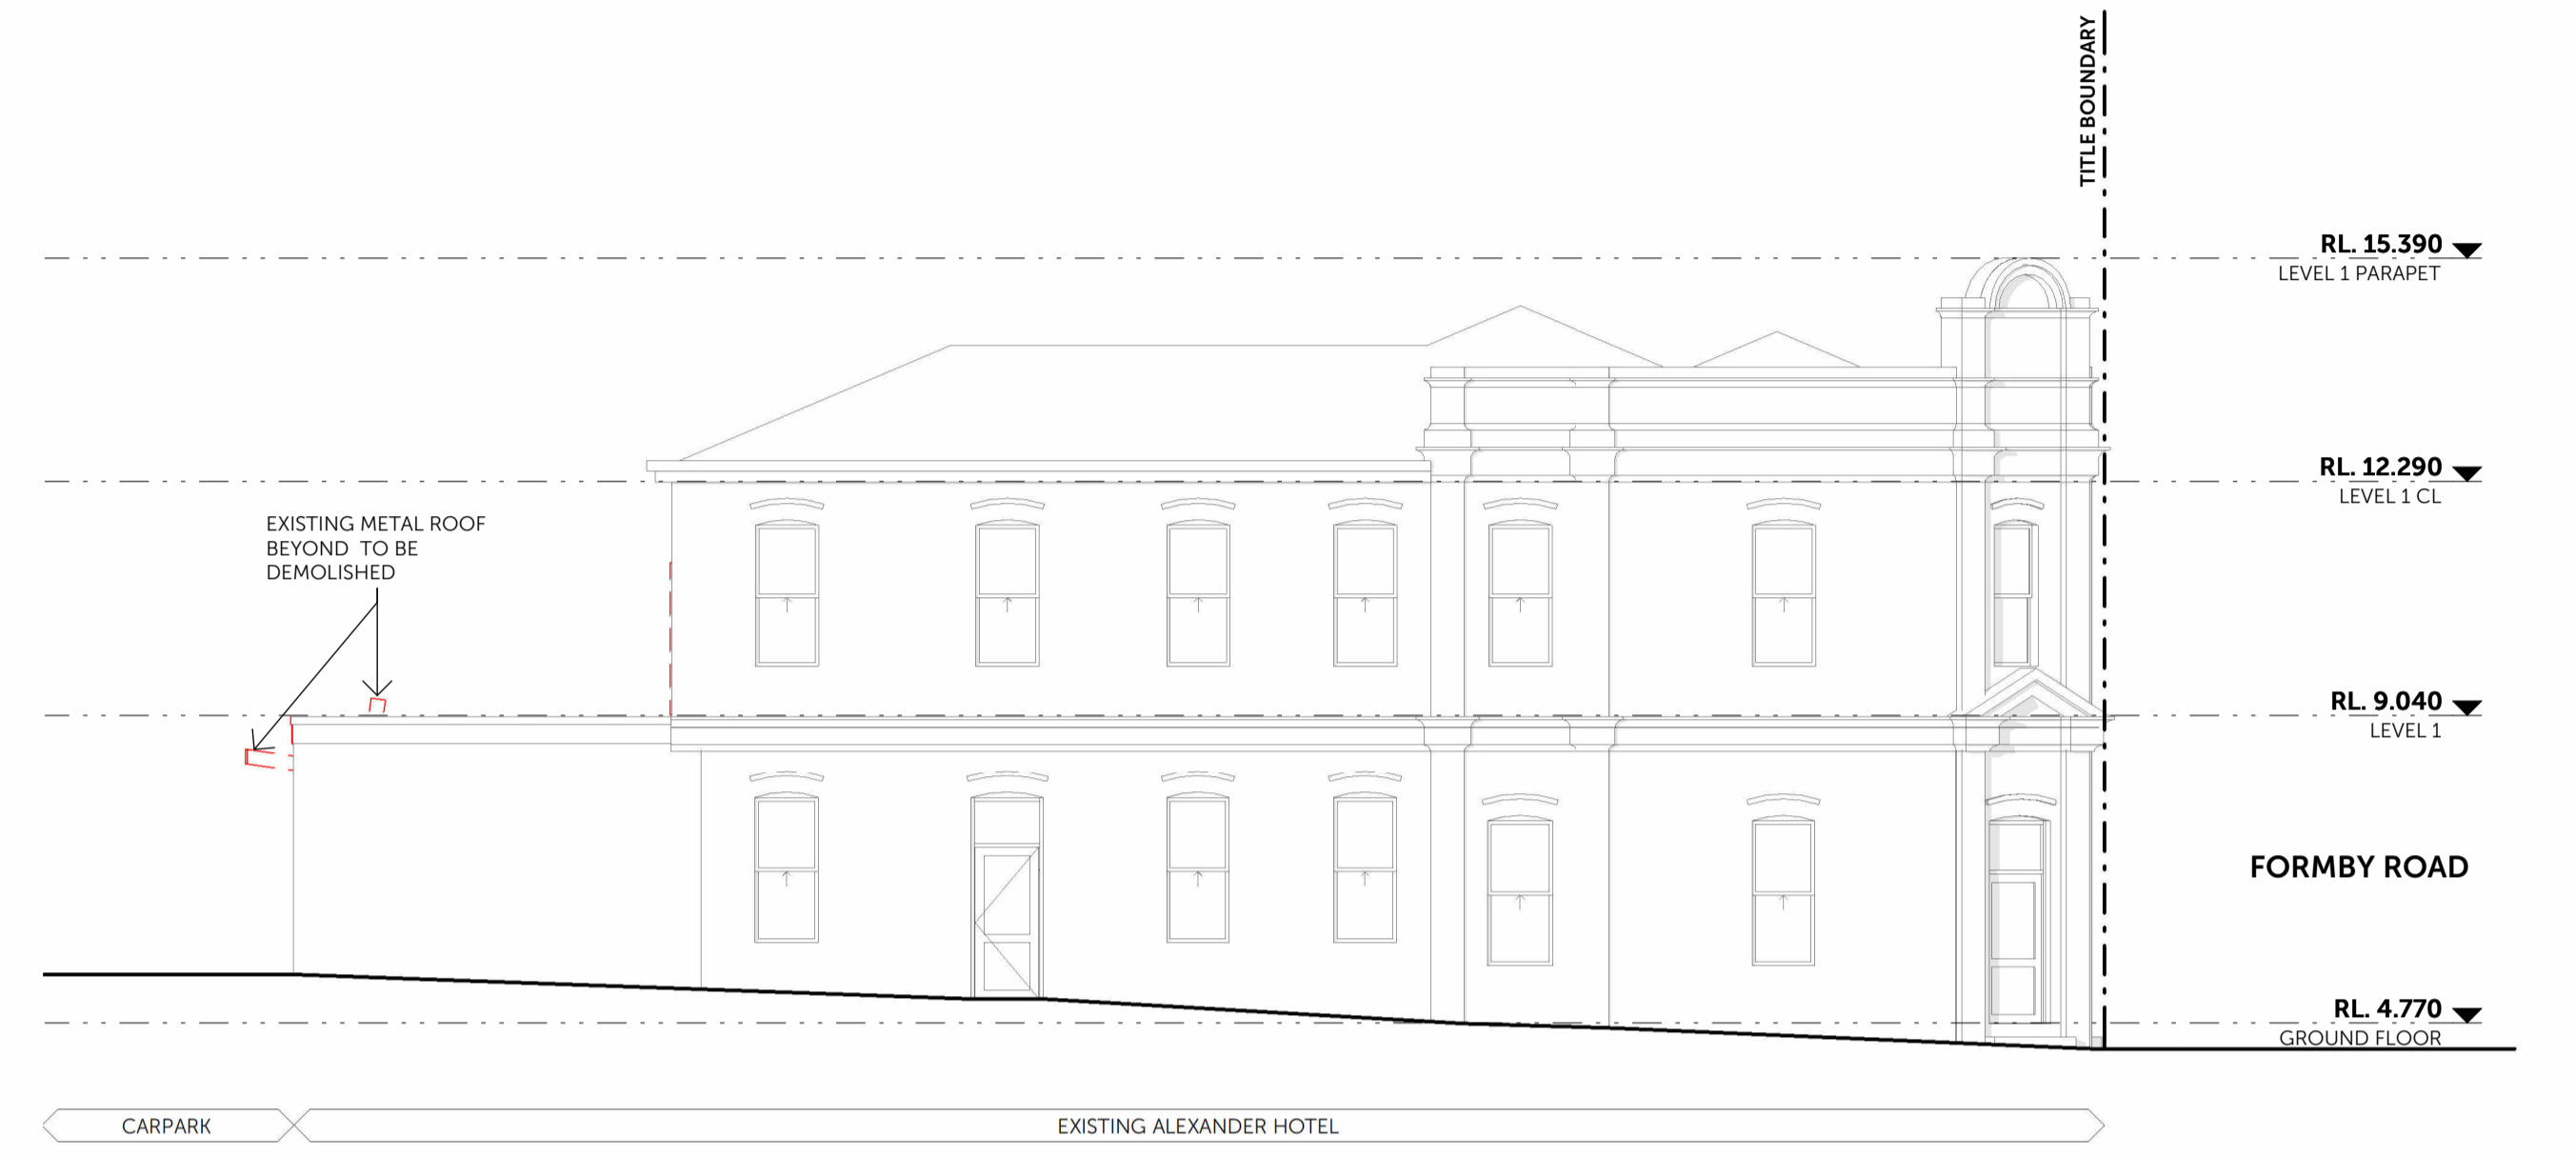 TITLE BOUNDARY
RL. 15.390
LEVEL 1 PARAPET
RL. 12.290
LEVEL 1 CL
EXISTING METAL ROOF
BEYOND TO BE
DEMOLISHED
RL. 9.040
LEVEL 1
FORMBY ROAD
RL. 4.770
GROUND FLOOR
CARPARK
EXISTING ALEXANDER HOTEL